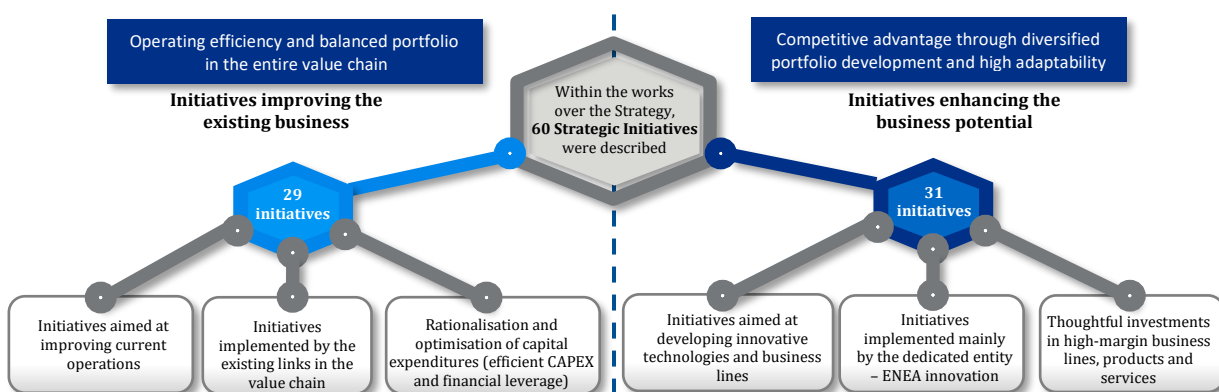 Operating efficiency and balanced portfolio
in the entire value chain
Initiatives improving the
existing business
Within the works
over the Strategy,
60 Strategic Initiatives
were described
Competitive advantage through diversified
portfolio development and high adaptability
Initiatives enhancing the
business potential
29
initiatives
31
initiatives
Initiatives aimed at
improving current
operations
Initiatives
implemented by the
existing links in the
value chain
Rationalisation and
optimisation of capital
expenditures (efficient CAPEX
and financial leverage)
Initiatives aimed at
developing innovative
technologies and business
lines
Initiatives
implemented mainly
by the dedicated entity
– ENEA innovation
Thoughtful investments
in high-margin business
lines, products and
services